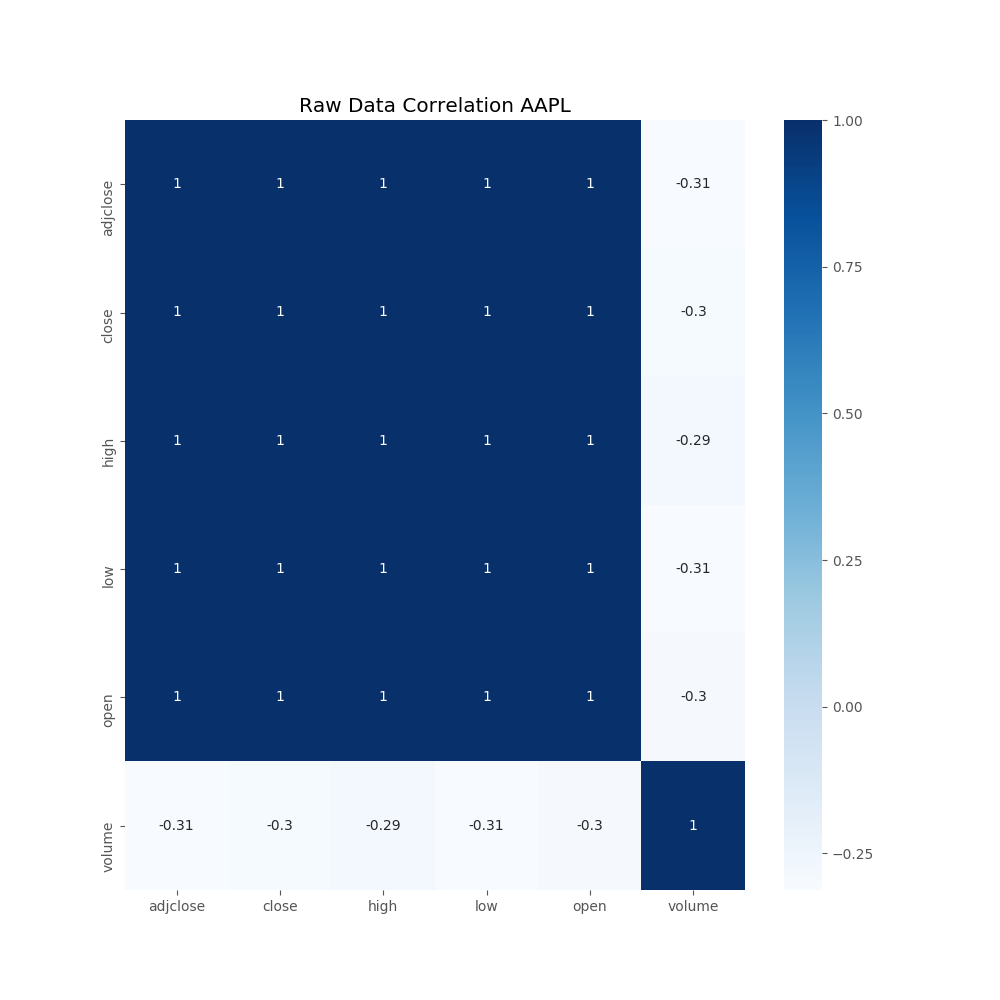 Raw Data Correlation AAPL
adjclose 1 1 1 1 1 -0.31
close 1 1 1 1 1 -0.3
high 1 1 1 1 1 -0.29
low 1 1 1 1 1 -0.31
open 1 1 1 1 1 -0.3
volume -0.31 -0.3 -0.29 -0.31 -0.3 1
adjclose close high low open volume
1.00
0.75
0.50
0.25
0.00
−0.25